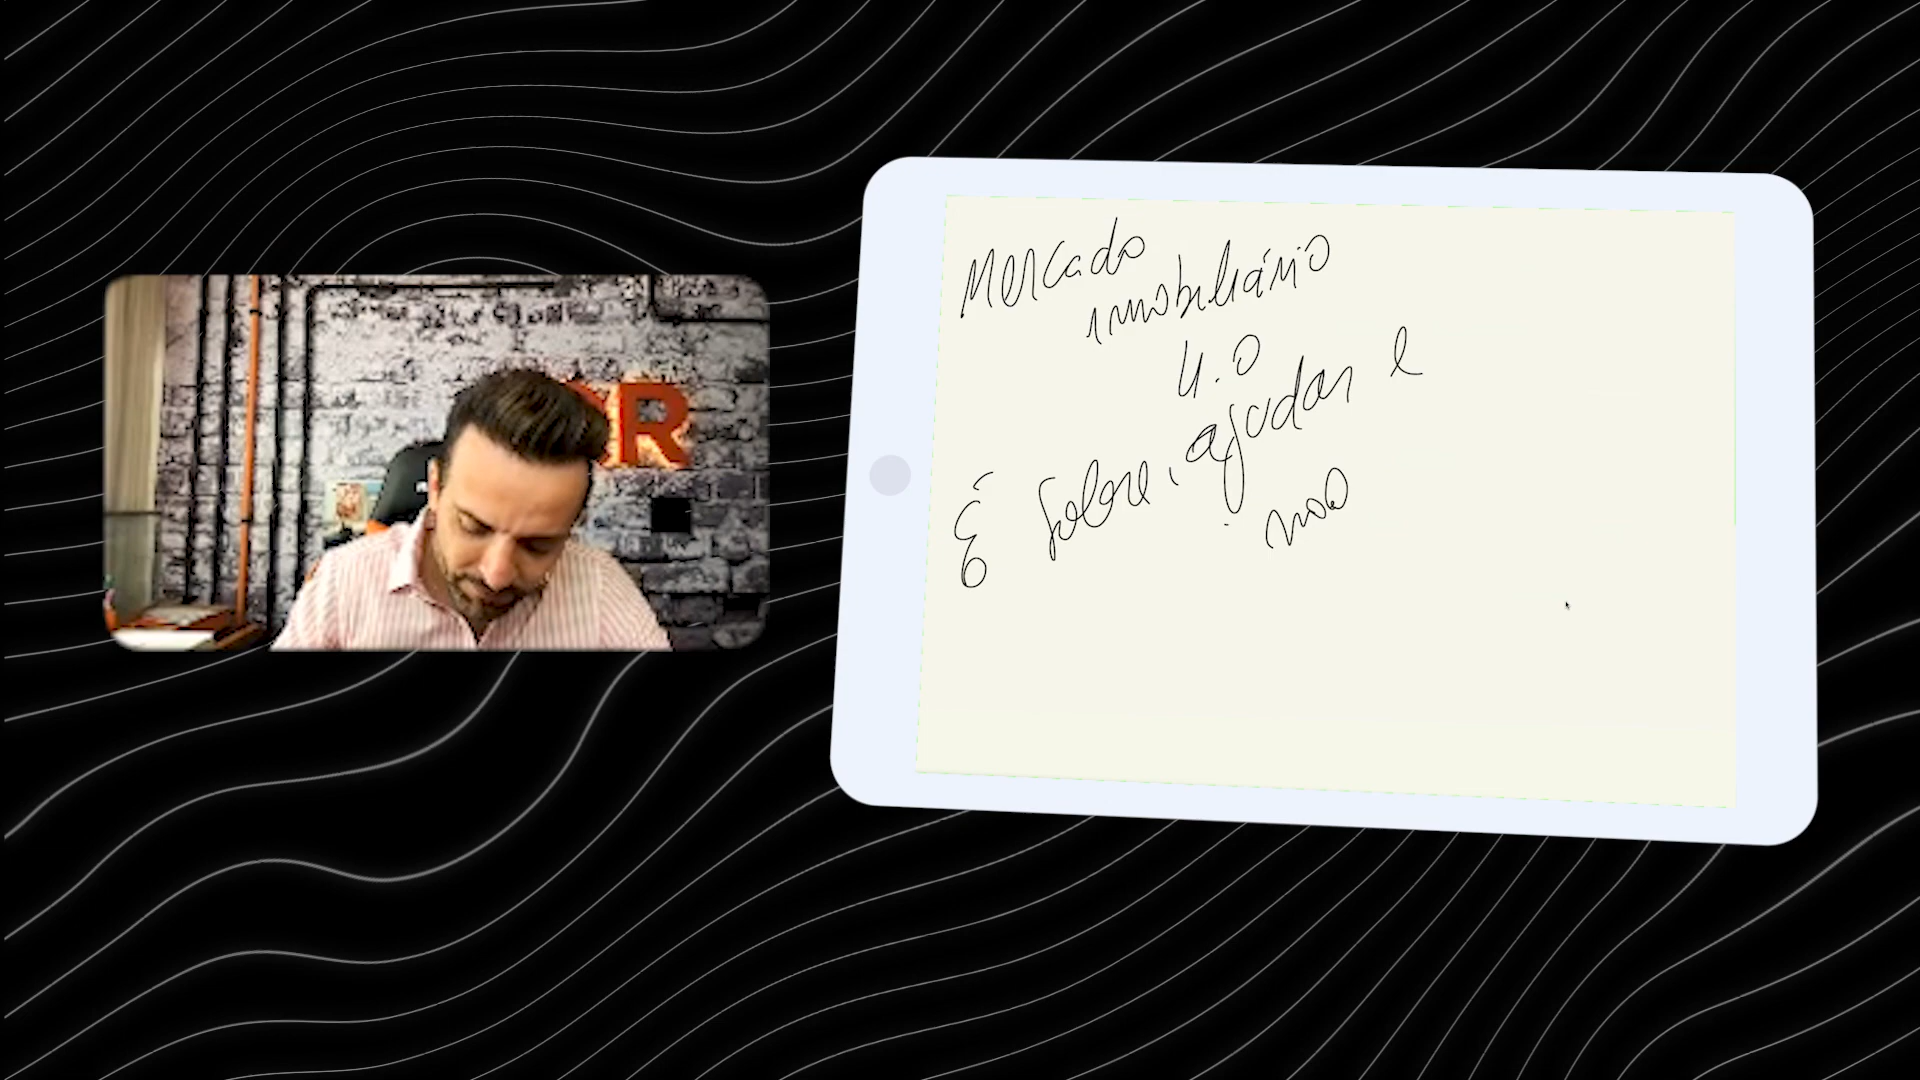 R
Mercado
imobiliário
4.0
É sobre, ajudar e
não